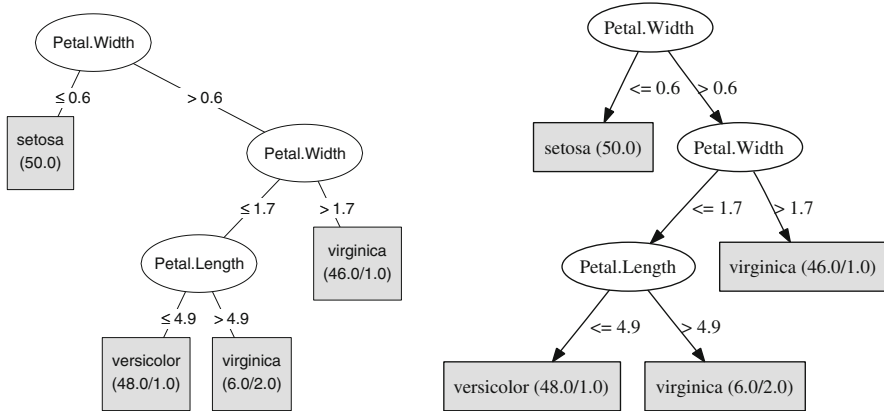 Petal.Width
≤ 0.6
> 0.6
setosa
(50.0)
Petal.Width
≤ 1.7
> 1.7
Petal.Length
virginica
(46.0/1.0)
≤ 4.9
> 4.9
versicolor
(48.0/1.0)
virginica
(6.0/2.0)
Petal.Width
<= 0.6
> 0.6
setosa (50.0)
Petal.Width
<= 1.7
> 1.7
Petal.Length
virginica (46.0/1.0)
<= 4.9
> 4.9
versicolor (48.0/1.0)
virginica (6.0/2.0)